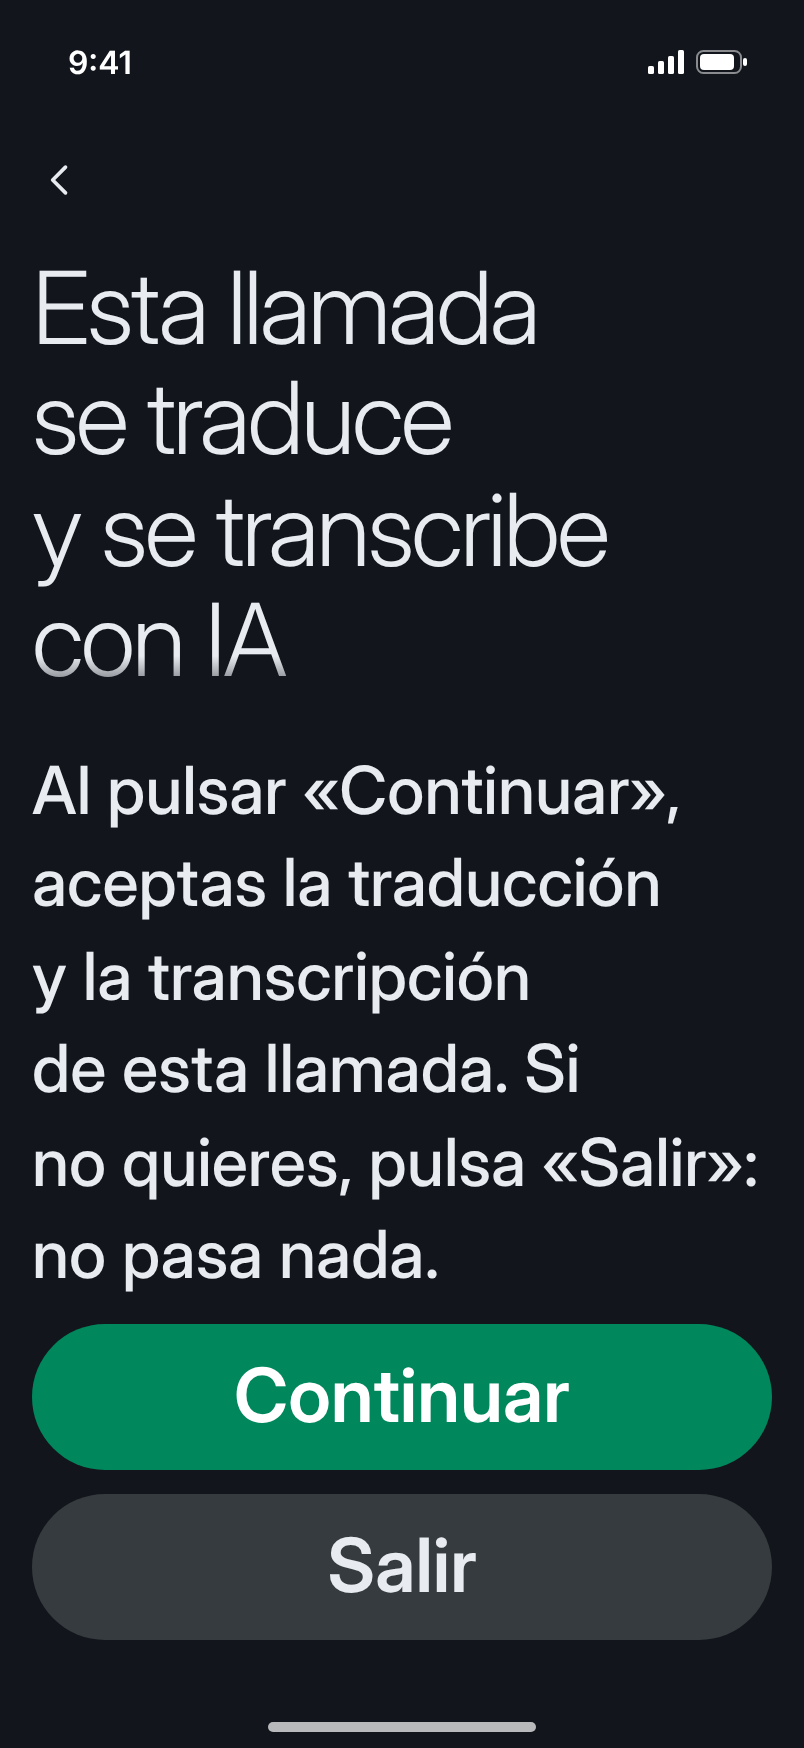 9:41
Esta llamada
se traduce
y se transcribe
con IA
Al pulsar «Continuar»,
aceptas la traducción
y la transcripción
de esta llamada. Si
no quieres, pulsa «Salir»:
no pasa nada.
Continuar
Salir